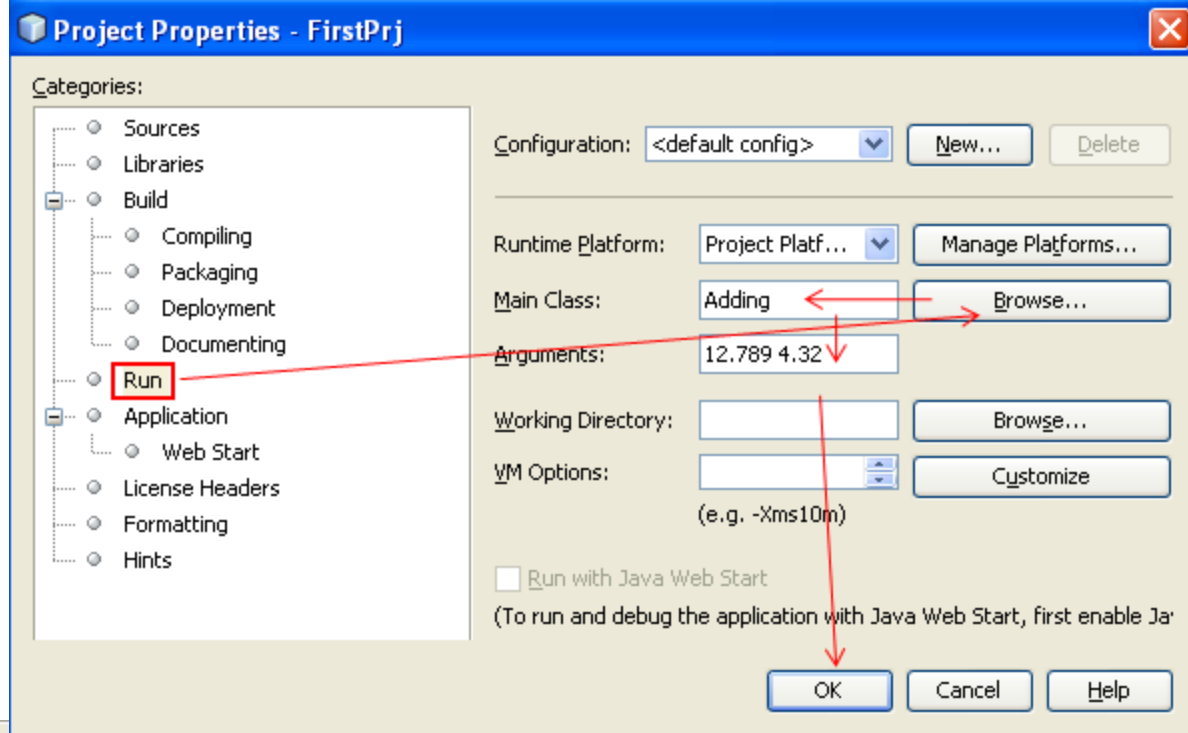 Project Properties - FirstPrj
Categories:
Sources
Libraries
Build
Compiling
Packaging
Deployment
Documenting
Run
Application
Web Start
License Headers
Formatting
Hints
Configuration: <default config> New... Delete
Runtime Platform: Project Platf... Manage Platforms...
Main Class: Adding Browse...
Arguments: 12.789 4.32
Working Directory: Browse...
VM Options: Customize
(e.g. -Xms10m)
Run with Java Web Start
(To run and debug the application with Java Web Start, first enable Ja
OK Cancel Help